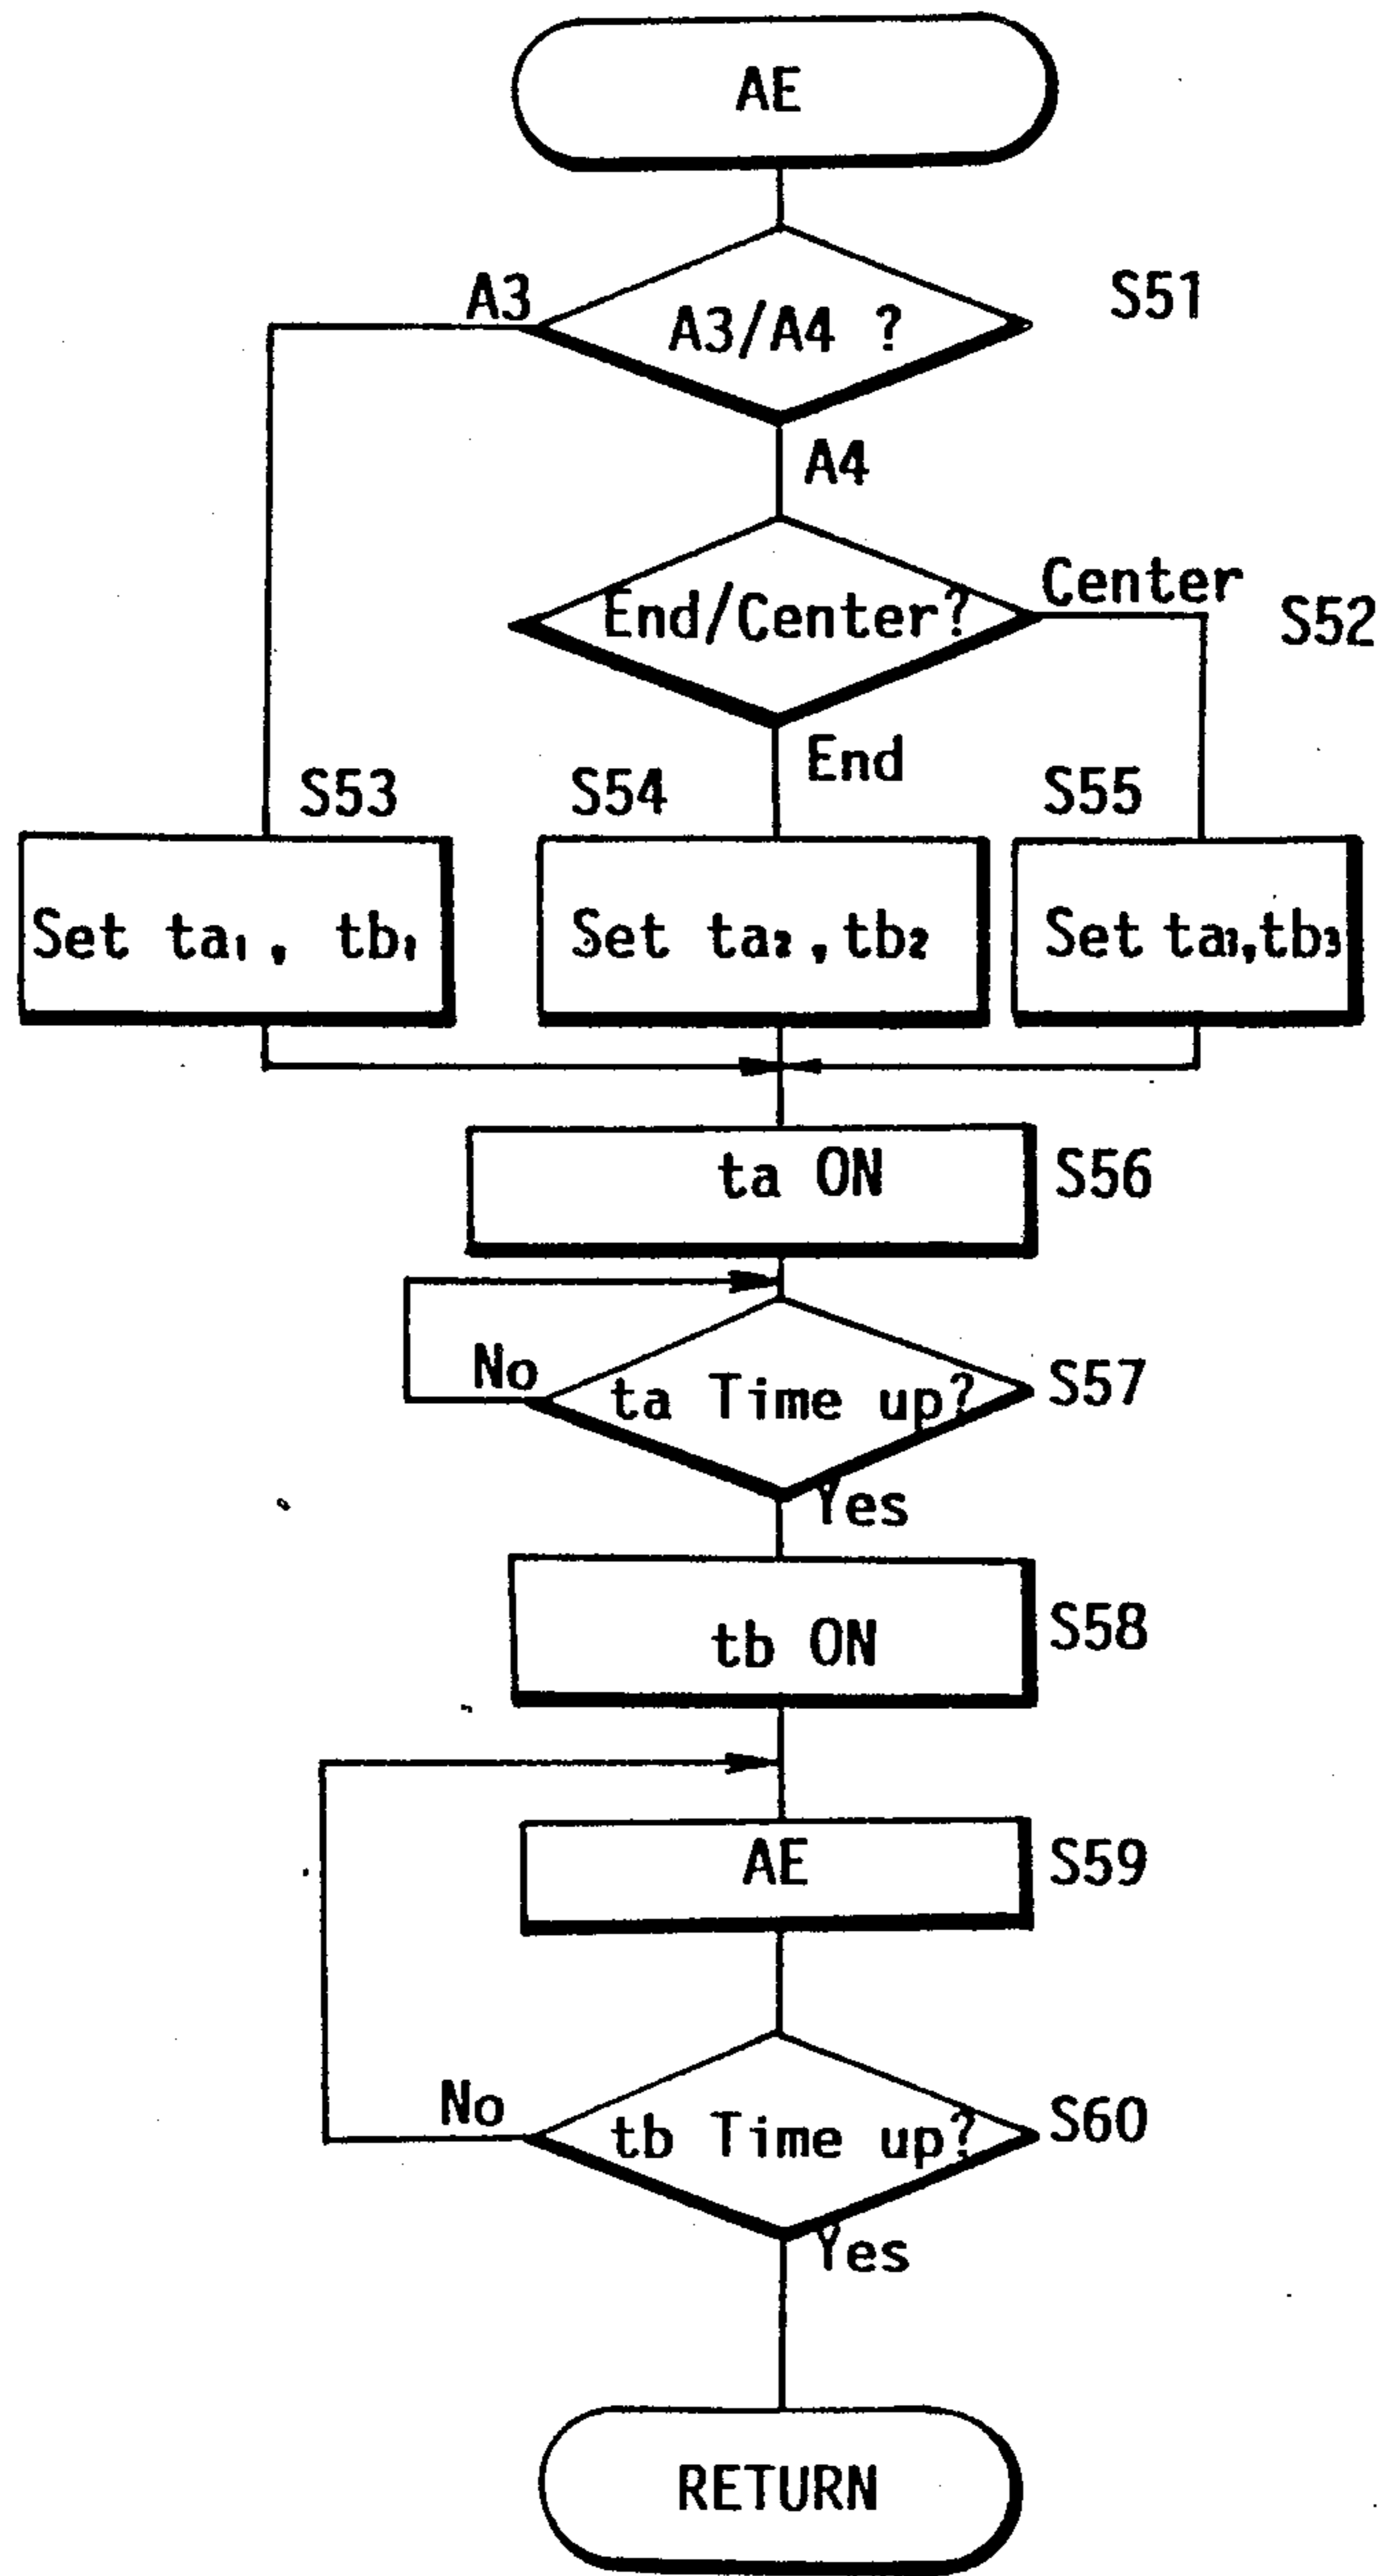 AE
A3
A3/A4 ?
S51
A4
End/Center?
Center
S52
End
S53
S54
S55
Set ta₁, tb₁
Set ta₂,tb₂
Set ta₃,tb₃
ta ON
S56
No
ta Time up?
S57
Yes
tb ON
S58
AE
S59
No
tb Time up?
S60
Yes
RETURN